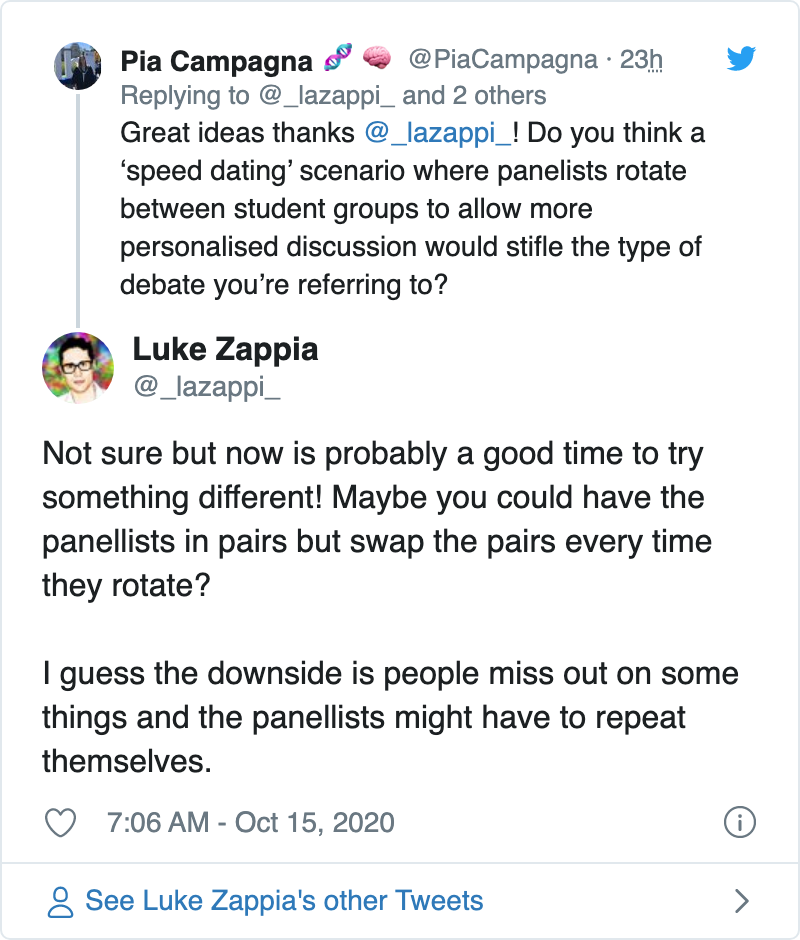 Pia Campagna 🧬 🧠 @PiaCampagna · 23h
Replying to @_lazappi_ and 2 others
Great ideas thanks @_lazappi_! Do you think a
‘speed dating’ scenario where panelists rotate
between student groups to allow more
personalised discussion would stifle the type of
debate you’re referring to?
Luke Zappia
@_lazappi_
Not sure but now is probably a good time to try
something different! Maybe you could have the
panellists in pairs but swap the pairs every time
they rotate?
I guess the downside is people miss out on some
things and the panellists might have to repeat
themselves.
7:06 AM - Oct 15, 2020
See Luke Zappia's other Tweets